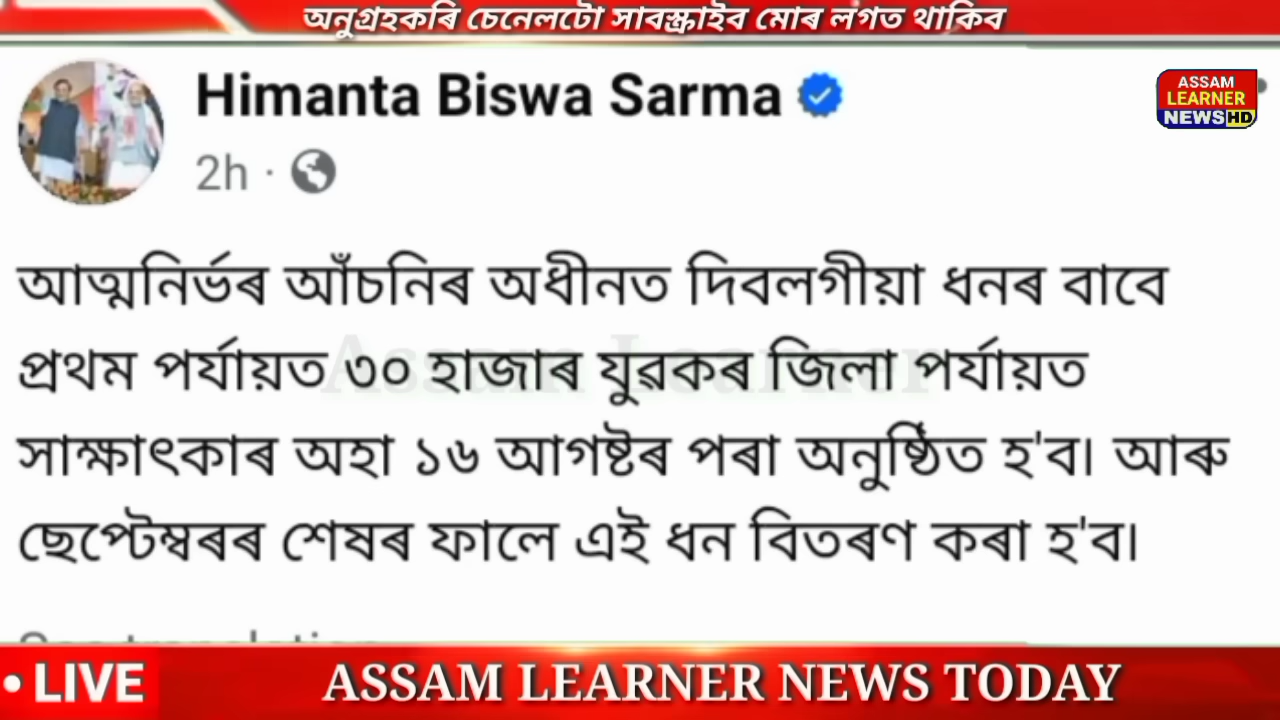 অনুগ্ৰহকৰি চেনেলটো সাবস্ক্ৰাইব মোৰ লগত থাকিব
Himanta Biswa Sarma
2h ·
ASSAM
LEARNER
NEWS HD
আত্মনিৰ্ভৰ আঁচনিৰ অধীনত দিবলগীয়া ধনৰ বাবে
প্ৰথম পৰ্যায়ত ৩০ হাজাৰ যুৱকৰ জিলা পৰ্যায়ত
সাক্ষাৎকাৰ অহা ১৬ আগষ্টৰ পৰা অনুষ্ঠিত হ'ব। আৰু
ছেপ্টেম্বৰৰ শেষৰ ফালে এই ধন বিতৰণ কৰা হ'ব।
Assam Learner
LIVE
ASSAM LEARNER NEWS TODAY